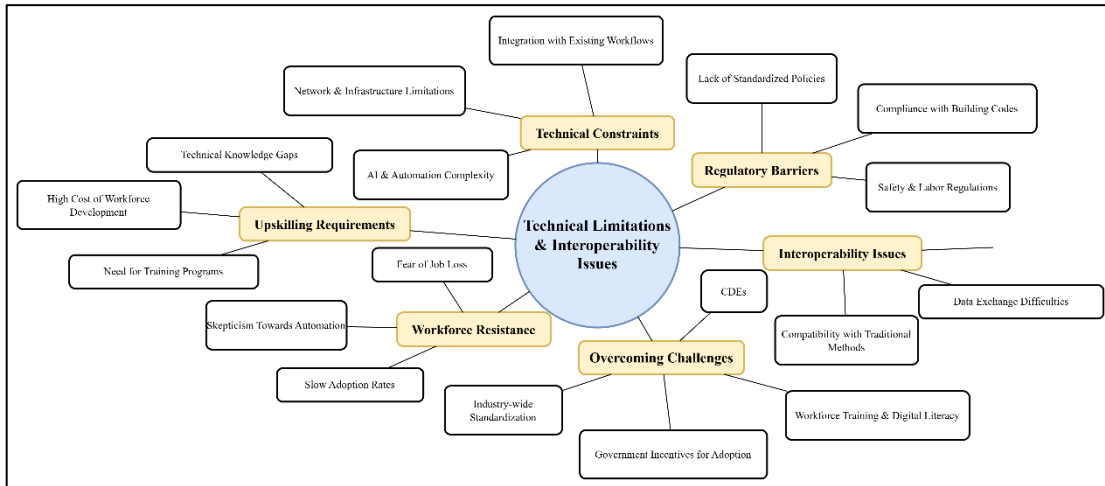 Integration with Existing Workflows
Lack of Standardized Policies
Network & Infrastructure Limitations
Compliance with Building Codes
Technical Constraints
Technical Knowledge Gaps
Regulatory Barriers
AI & Automation Complexity
Safety & Labor Regulations
High Cost of Workforce
Development
Upskilling Requirements
Technical Limitations
& Interoperability
Issues
Interoperability Issues
Need for Training Programs
Fear of Job Loss
CDEs
Data Exchange Difficulties
Skepticism Towards Automation
Workforce Resistance
Compatibility with Traditional
Methods
Overcoming Challenges
Slow Adoption Rates
Industry-wide
Standardization
Workforce Training & Digital Literacy
Government Incentives for Adoption